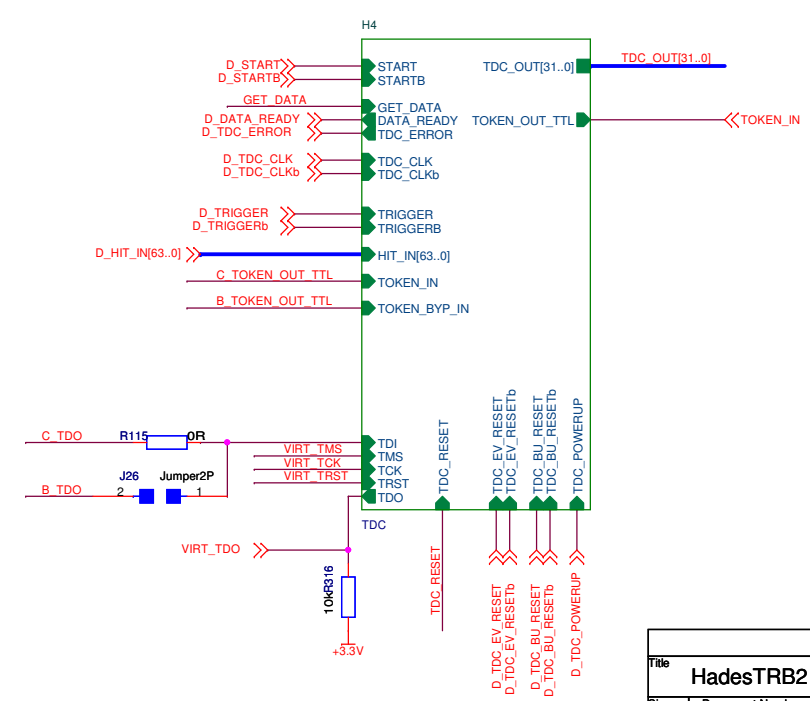 H4
D_START
START
TDC_OUT[31..0]
TDC_OUT[31..0]
D_STARTB
STARTB
GET_DATA
GET_DATA
D_DATA_READY
DATA_READY
TOKEN_OUT_TTL
TOKEN_IN
D_TDC_ERROR
TDC_ERROR
D_TDC_CLK
TDC_CLK
D_TDC_CLKb
TDC_CLKb
D_TRIGGER
TRIGGER
D_TRIGGERb
TRIGGERB
D_HIT_IN[63..0]
HIT_IN[63..0]
C_TOKEN_OUT_TTL
TOKEN_IN
B_TOKEN_OUT_TTL
TOKEN_BYP_IN
TDC_RESET
TDC_EV_RESET
TDC_EV_RESETb
TDC_BU_RESET
TDC_BU_RESETb
TDC_POWERUP
C_TDO
R115
0R
TDI
VIRT_TMS
TMS
VIRT_TCK
TCK
VIRT_TRST
TRST
J26
Jumper2P
B_TDO
2
1
TDO
TDC
VIRT_TDO
R316
10k
+3.3V
TDC_RESET
D_TDC_EV_RESET
D_TDC_EV_RESETb
D_TDC_BU_RESET
D_TDC_BU_RESETb
D_TDC_POWERUP
Title
HadesTRB2